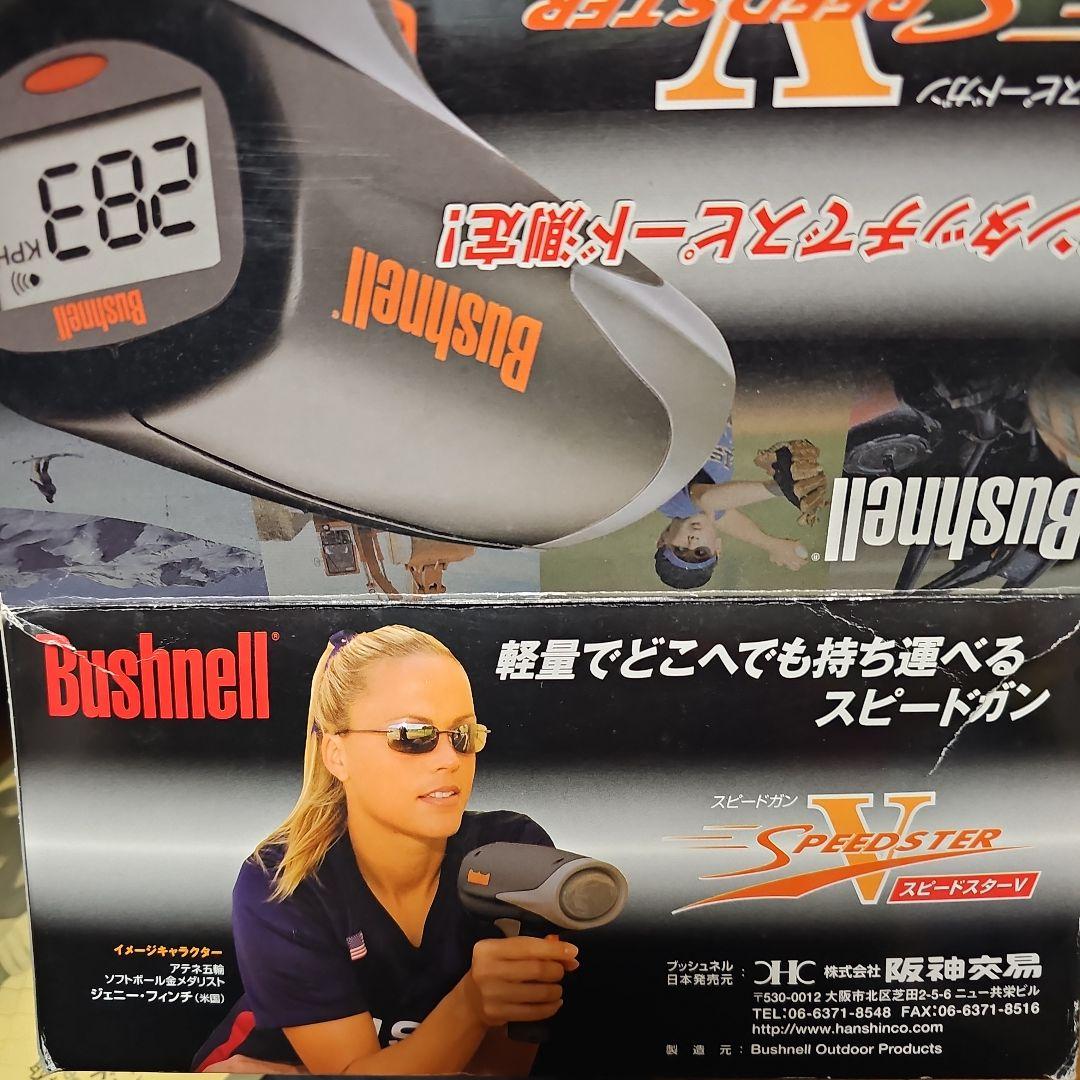 SPEEDSTER
V
スピードガン
ンタッチでスピード測定!
283
KPH
Bushnell
Bushnell®
Bushnell®
Bushnell®
軽量でどこへでも持ち運べる
スピードガン
スピードガン
SPEEDSTER
V
スピードスターV
イメージキャラクター
アテネ五輪
ソフトボール金メダリスト
ジェニー・フィンチ(米国)
ブッシュネル
日本発売元 : HC 株式会社 阪神交易
〒530-0012 大阪市北区芝田2-5-6 ニュー共栄ビル
TEL:06-6371-8548 FAX:06-6371-8516
http://www.hanshinco.com
製造元 : Bushnell Outdoor Products